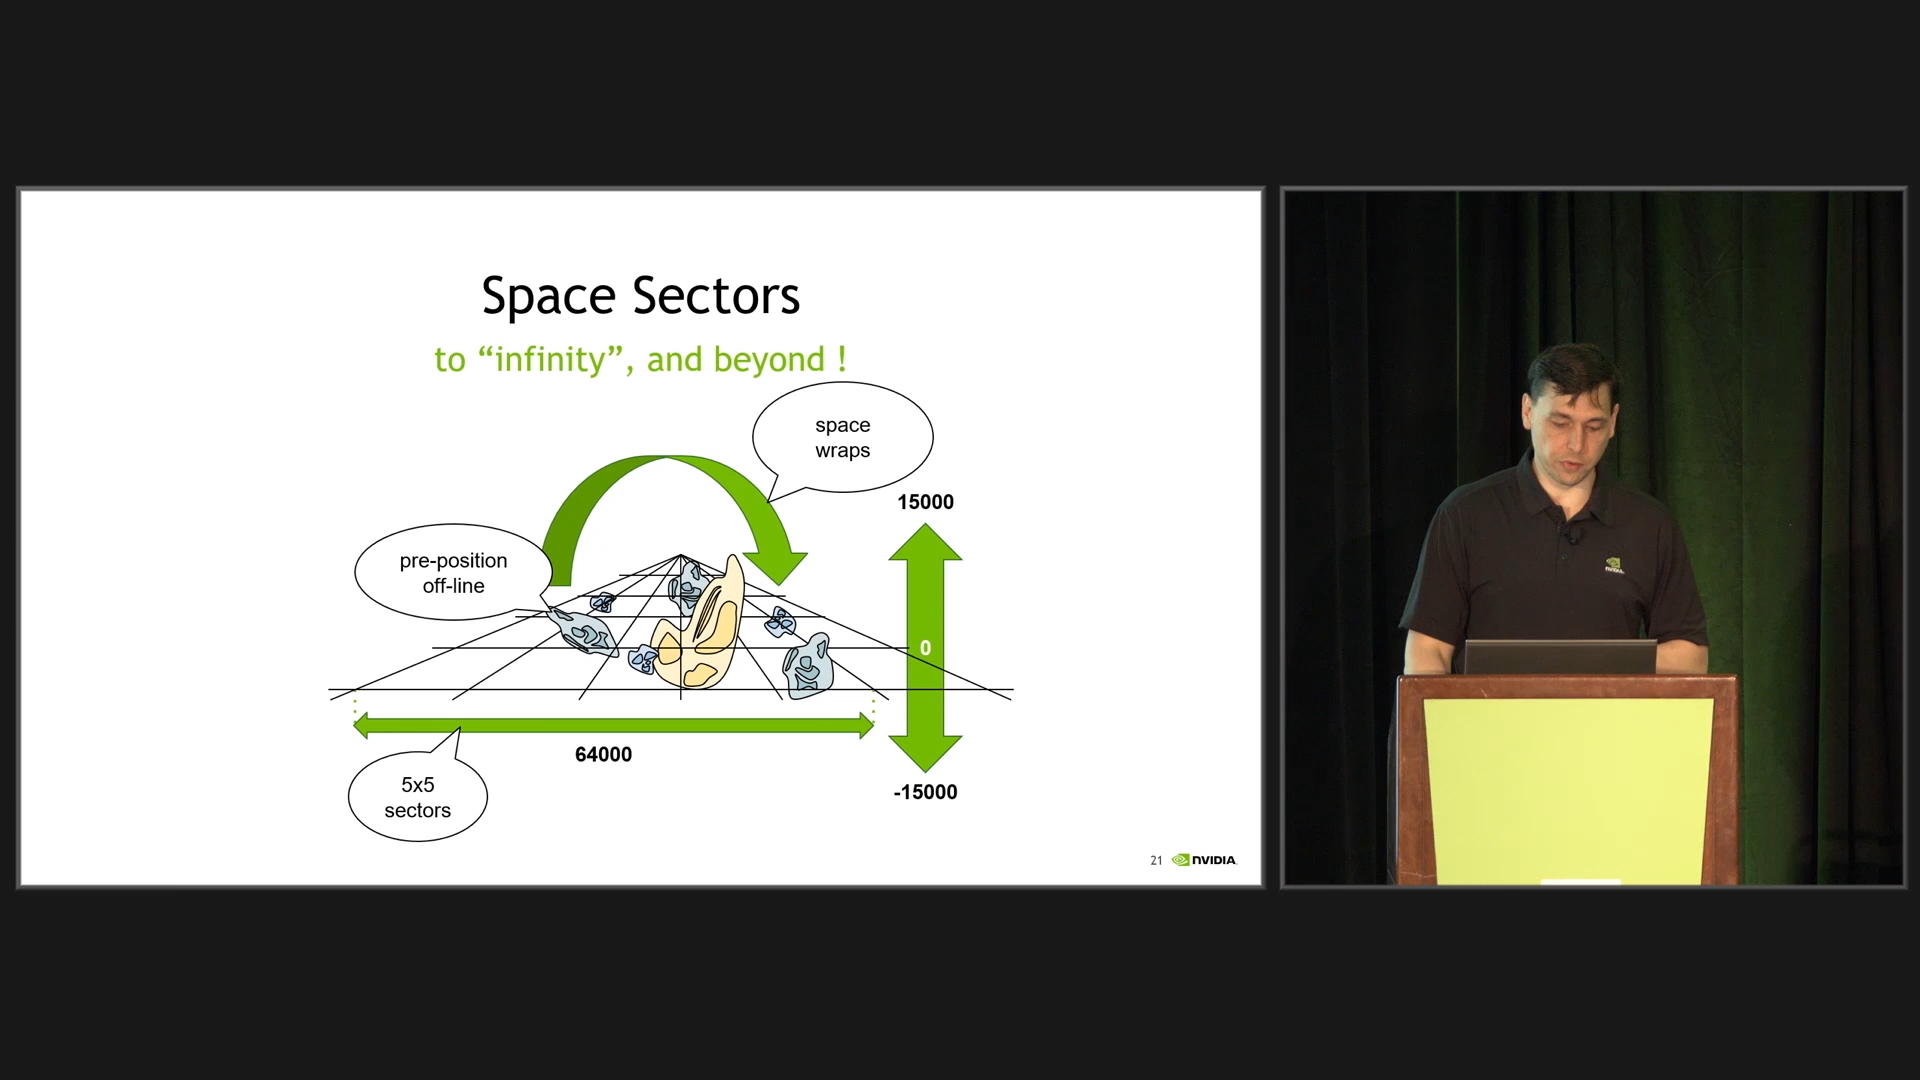 Space Sectors
to “infinity”, and beyond !
space
wraps
15000
pre-position
off-line
0
64000
5x5
sectors
-15000
21
NVIDIA
NVIDIA